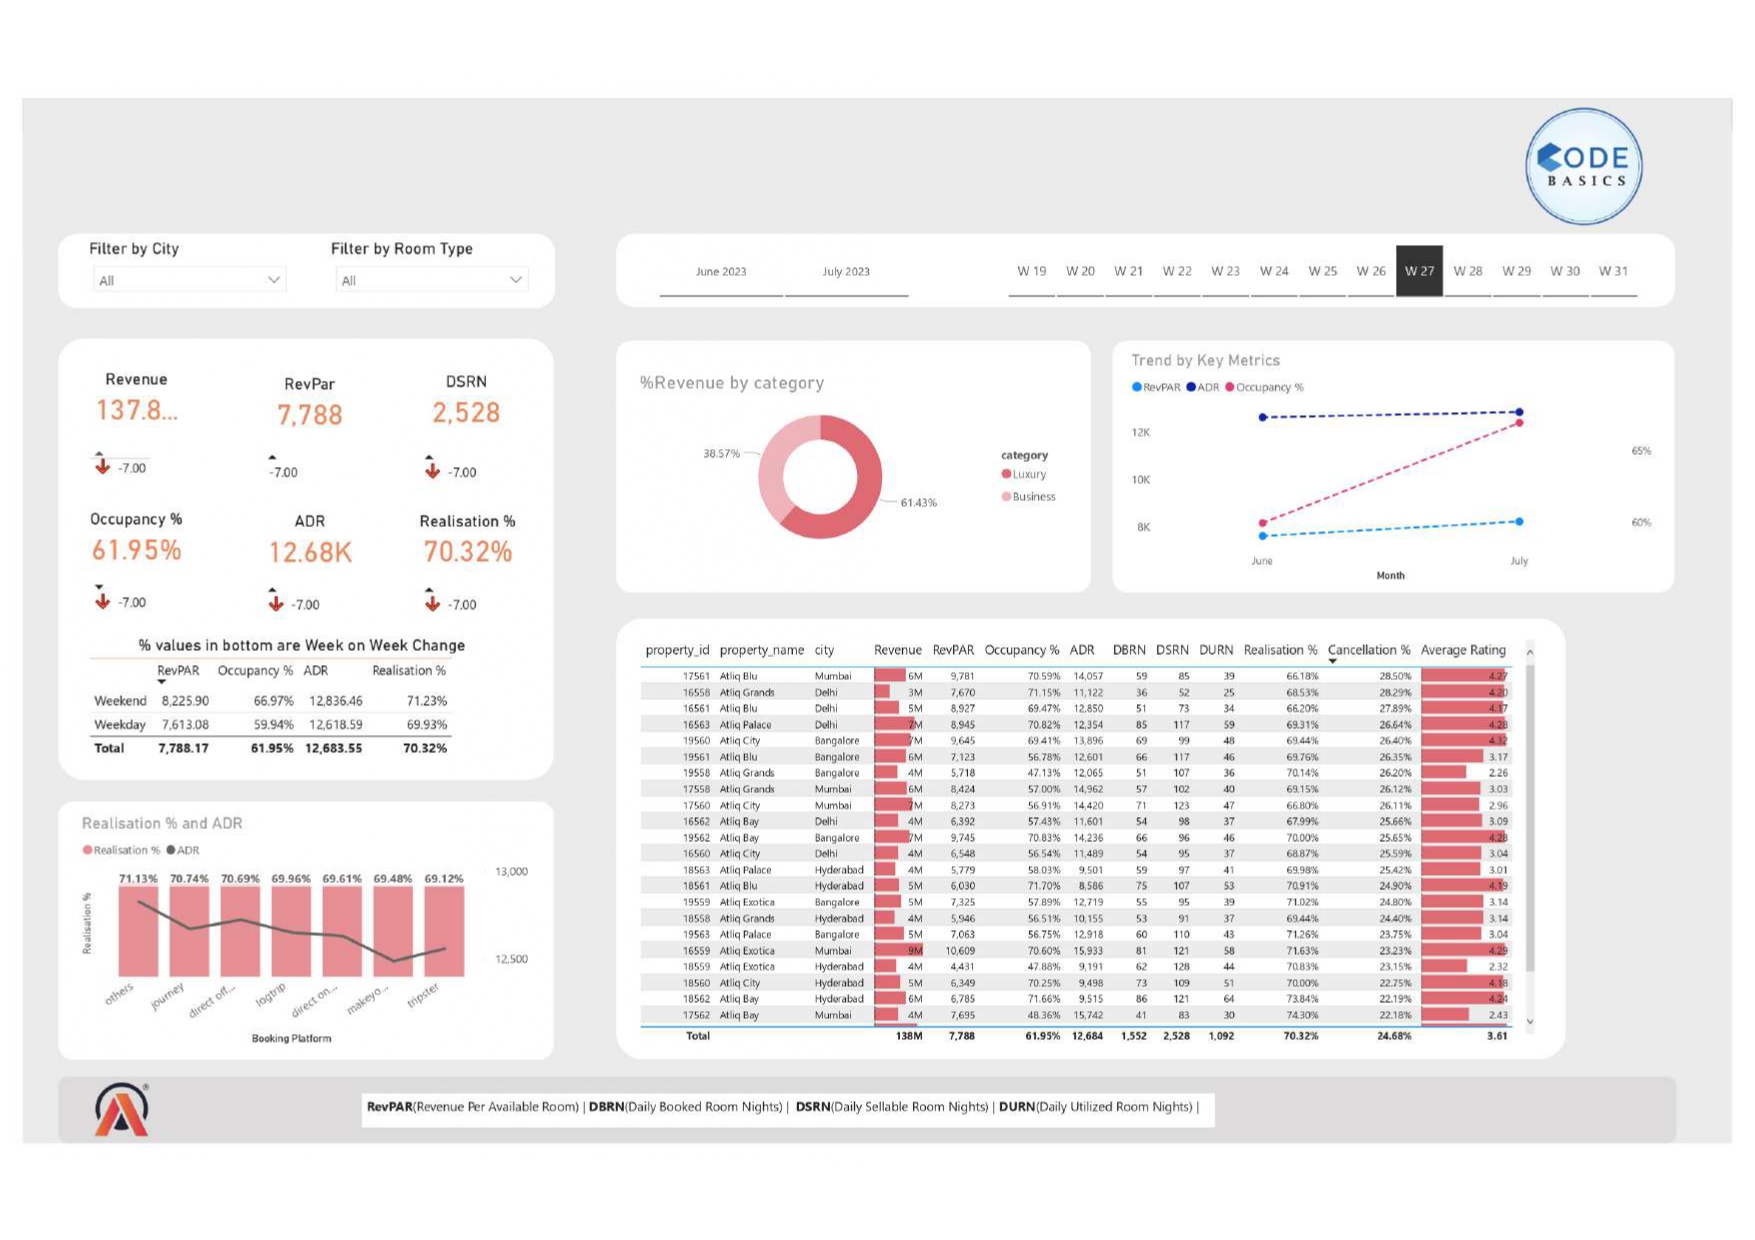 CODE
BASICS
Filter by City
Filter by Room Type
All
All
June 2023 July 2023
W 19 W 20 W 21 W 22 W 23 W 24 W 25 W 26 W 27 W 28 W 29 W 30 W 31
Revenue
137.8...
-7.00
RevPar
7,788
-7.00
DSRN
2,528
-7.00
Occupancy %
61.95%
-7.00
ADR
12.68K
-7.00
Realisation %
70.32%
-7.00
% values in bottom are Week on Week Change
RevPAR Occupancy % ADR Realisation %
Weekend 8,225.90 66.97% 12,836.46 71.23%
Weekday 7,613.08 59.94% 12,618.59 69.93%
Total 7,788.17 61.95% 12,683.55 70.32%
%Revenue by category
38.57%
61.43%
category
Luxury
Business
Trend by Key Metrics
RevPAR ADR Occupancy %
12K
10K
8K
65%
60%
June July
Month
Realisation % and ADR
Realisation % ADR
71.13% 70.74% 70.69% 69.96% 69.61% 69.48% 69.12%
13,000
12,500
Realisation %
others journey direct off... logtrip direct on... makeyo... tripster
Booking Platform
property_id property_name city Revenue RevPAR Occupancy % ADR DBRN DSRN DURN Realisation % Cancellation % Average Rating
17561 Atliq Blu Mumbai 6M 9,781 70.59% 14,057 59 85 39 66.18% 28.50% 4.27
16558 Atliq Grands Delhi 3M 7,670 71.15% 11,122 36 52 25 68.53% 28.29% 4.20
16561 Atliq Blu Delhi 5M 8,927 69.47% 12,850 51 73 34 66.20% 27.89% 4.17
16563 Atliq Palace Delhi 7M 8,945 70.82% 12,354 85 117 59 69.31% 26.64% 4.28
19560 Atliq City Bangalore 7M 9,645 69.41% 13,896 69 99 48 69.44% 26.40% 4.32
19561 Atliq Blu Bangalore 6M 7,123 56.78% 12,601 66 117 46 69.76% 26.35% 3.17
19558 Atliq Grands Bangalore 4M 5,718 47.13% 12,065 51 107 36 70.14% 26.20% 2.26
17558 Atliq Grands Mumbai 6M 8,424 57.00% 14,962 57 102 40 69.15% 26.12% 3.03
17560 Atliq City Mumbai 7M 8,273 56.91% 14,420 71 123 47 66.80% 26.11% 2.96
16562 Atliq Bay Delhi 4M 6,392 57.43% 11,601 54 98 37 67.99% 25.66% 3.09
19562 Atliq Bay Bangalore 7M 9,745 70.83% 14,236 66 96 46 70.00% 25.65% 4.28
16560 Atliq City Delhi 4M 6,548 56.54% 11,489 54 95 37 68.87% 25.59% 3.04
18563 Atliq Palace Hyderabad 4M 5,779 58.03% 9,501 59 97 41 69.98% 25.42% 3.01
18561 Atliq Blu Hyderabad 5M 6,030 71.70% 8,586 75 107 53 70.91% 24.90% 4.19
19559 Atliq Exotica Bangalore 5M 7,325 57.89% 12,719 55 95 39 71.02% 24.80% 3.14
18558 Atliq Grands Hyderabad 4M 5,946 56.51% 10,155 53 91 37 69.44% 24.40% 3.14
19563 Atliq Palace Bangalore 5M 7,063 56.75% 12,918 60 110 43 71.26% 23.75% 3.04
16559 Atliq Exotica Mumbai 9M 10,609 70.60% 15,933 81 121 58 71.63% 23.23% 4.29
18559 Atliq Exotica Hyderabad 4M 4,431 47.88% 9,191 62 128 44 70.83% 23.15% 2.32
18560 Atliq City Hyderabad 5M 6,349 70.25% 9,498 73 109 51 70.00% 22.75% 4.18
18562 Atliq Bay Hyderabad 6M 6,785 71.66% 9,515 86 121 64 73.84% 22.19% 4.24
17562 Atliq Bay Mumbai 4M 7,695 48.36% 15,742 41 83 30 74.30% 22.18% 2.43
Total 138M 7,788 61.95% 12,684 1,552 2,528 1,092 70.32% 24.68% 3.61
RevPAR(Revenue Per Available Room) | DBRN(Daily Booked Room Nights) | DSRN(Daily Sellable Room Nights) | DURN(Daily Utilized Room Nights) |